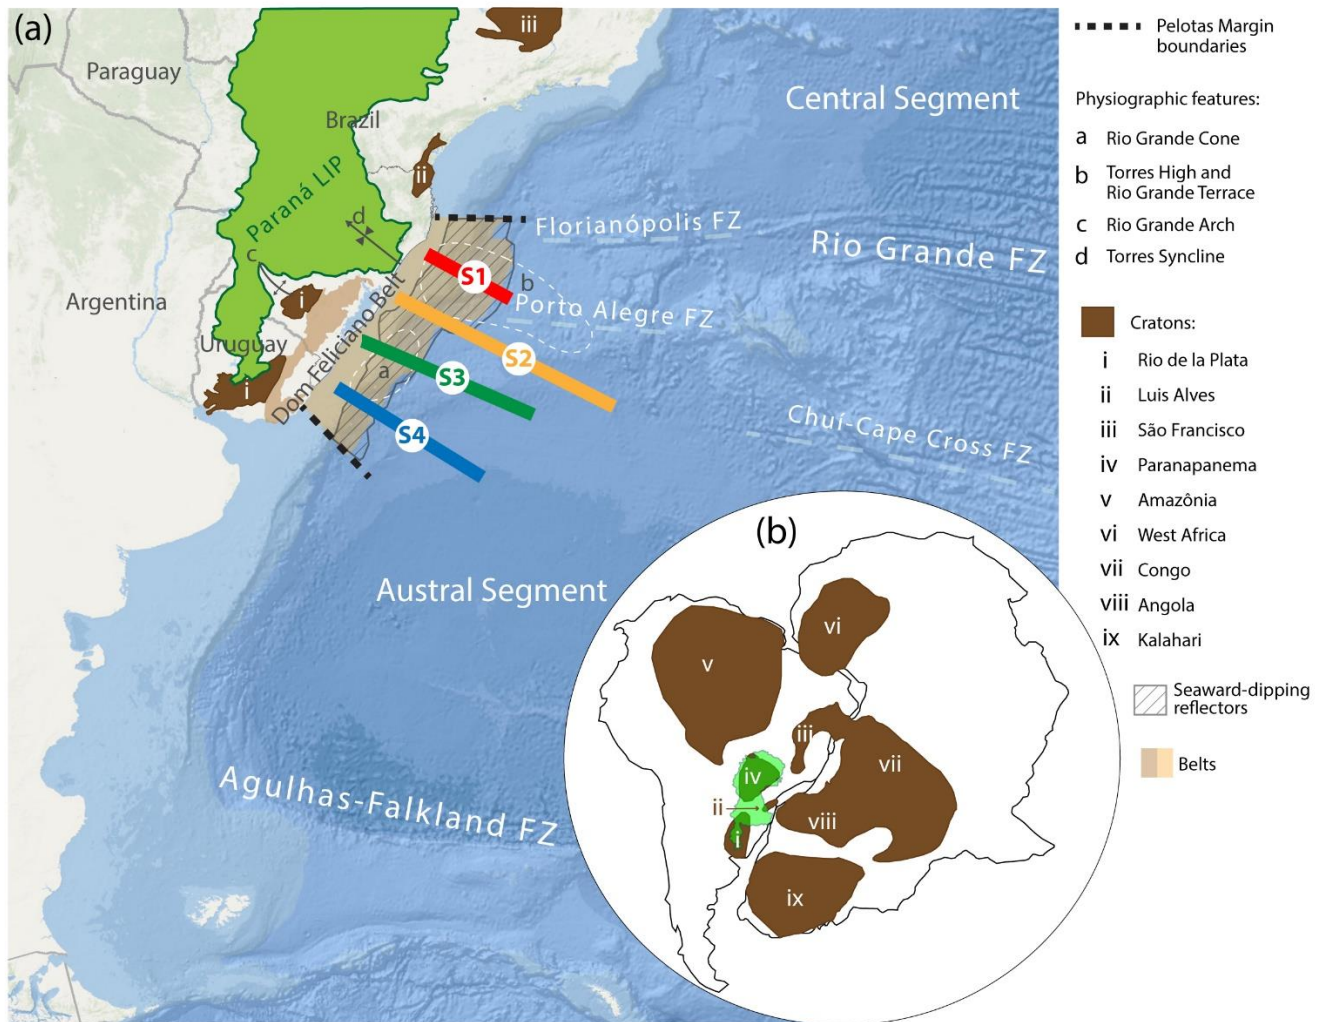 (a)
iii
Paraguay
Brazil
Central Segment
ii
Paraná LIP
d
Florianópolis FZ
Rio Grande FZ
c
S1
b
Argentina
i
Porto Alegre FZ
Uruguay
Dom Feliciano Belt
S2
a
S3
i
S4
Chuí-Cape Cross FZ
Austral Segment
Agulhas-Falkland FZ
(b)
vi
v
iii
iv
vii
ii
viii
i
ix
Pelotas Margin
boundaries
Physiographic features:
a Rio Grande Cone
b Torres High and
Rio Grande Terrace
c Rio Grande Arch
d Torres Syncline
Cratons:
i Rio de la Plata
ii Luis Alves
iii São Francisco
iv Paranapanema
v Amazônia
vi West Africa
vii Congo
viii Angola
ix Kalahari
Seaward-dipping
reflectors
Belts